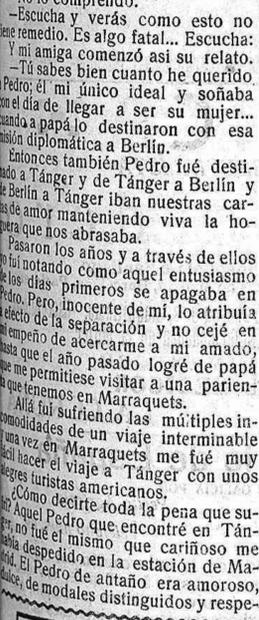 No lo comprendo.
—Escucha y verás como esto no
tiene remedio. Es algo fatal... Escucha:
Y mi amiga comenzó así su relato.
—Tú sabes bien cuanto he querido
a Pedro; él mi único ideal y soñaba
con el día de llegar a ser su mujer...
cuando a papá lo destinaron con esa
misión diplomática a Berlín.
Entonces también Pedro fué desti-
nado a Tánger y de Tánger a Berlín y
de Berlín a Tánger iban nuestras car-
tas de amor manteniendo viva la ho-
guera que nos abrasaba.
Pasaron los años y a través de ellos
yo fuí notando como aquel entusiasmo
de los días primeros se apagaba en
Pedro. Pero, inocente de mí, lo atribuía
a efecto de la separación y no cejé en
mi empeño de acercarme a mi amado,
hasta que el año pasado logré de papá
que me permitiese visitar a una parien-
ta que tenemos en Marraquets.
Allá fui sufriendo las múltiples in-
comodidades de un viaje interminable
y una vez en Marraquets me fué muy
fácil hacer el viaje a Tánger con unos
alegres turistas americanos.
¿Cómo decirte toda la pena que su-
frí? Aquel Pedro que encontré en Tán-
ger, no fué el mismo que cariñoso me
había despedido en la estación de Ma-
drid. El Pedro de antaño era amoroso,
dulce, de modales distinguidos y respe-